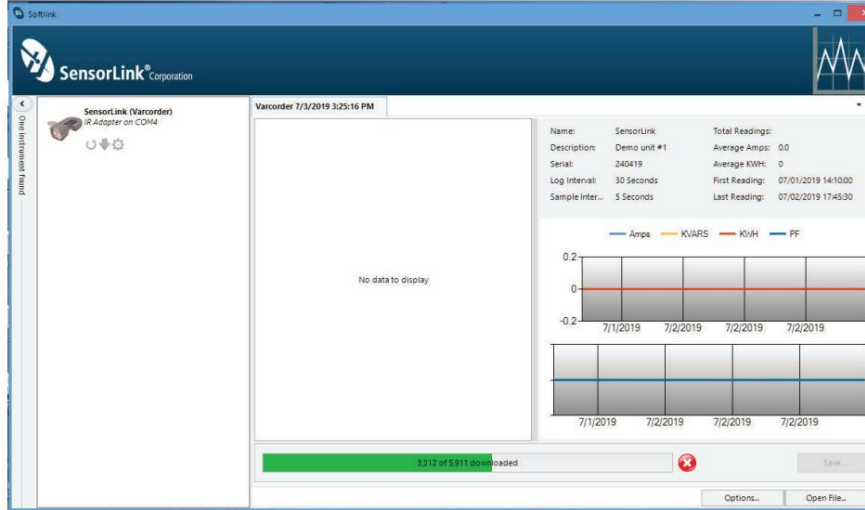 Softlink
SensorLink® Corporation
One instrument found
SensorLink (Varcorder)
IR Adapter on COM4
Varcorder 7/3/2019 3:25:16 PM
No data to display
Name: SensorLink Total Readings:
Description: Demo unit #1 Average Amps: 0.0
Serial: 240419 Average KWH: 0
Log Interval: 30 Seconds First Reading: 07/01/2019 14:10:00
Sample Inter... 5 Seconds Last Reading: 07/02/2019 17:45:30
Amps KVARS KWH PF
0.2
0
-0.2
7/1/2019 7/2/2019 7/2/2019 7/2/2019
7/1/2019 7/2/2019 7/2/2019 7/2/2019
3,312 of 5,911 downloaded
Save...
Options... Open File...